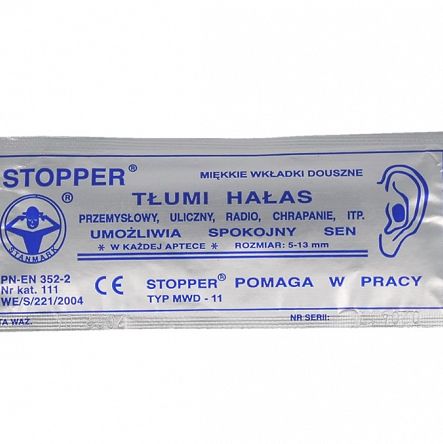 STOPPER®
MIĘKKIE WKŁADKI DOUSZNE
TŁUMI HAŁAS
®
PRZEMYSŁOWY, ULICZNY, RADIO, CHRAPANIE, ITP.
UMOŻLIWIA SPOKOJNY SEN
STANMARK
* W KAŻDEJ APTECE * ROZMIAR: 5-13 mm
PN-EN 352-2
Nr kat. 111
WE/S/221/2004
CE
STOPPER® POMAGA W PRACY
TYP MWD - 11
TA WAŻ.
NR SERII: